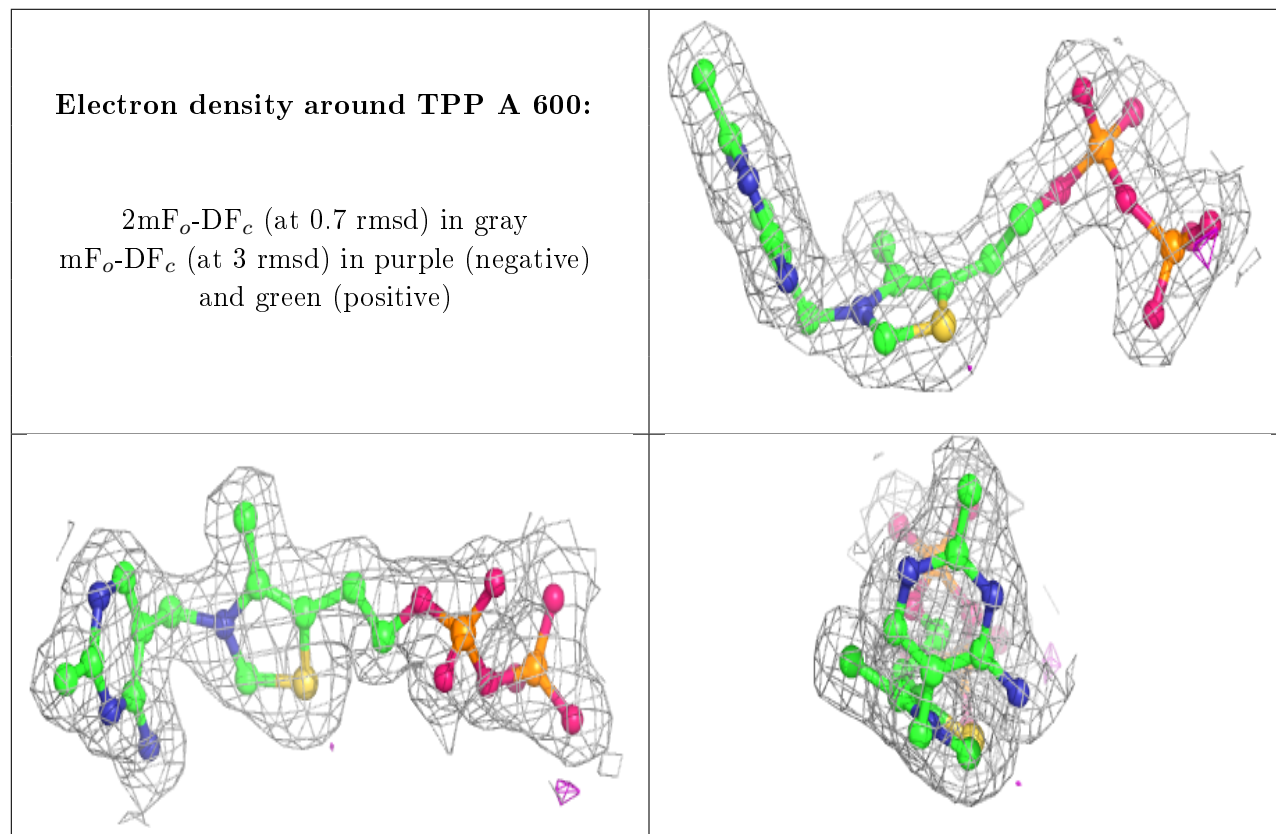 Electron density around TPP A 600:
2mFₒ-DF𝒸 (at 0.7 rmsd) in gray
mFₒ-DF𝒸 (at 3 rmsd) in purple (negative)
and green (positive)